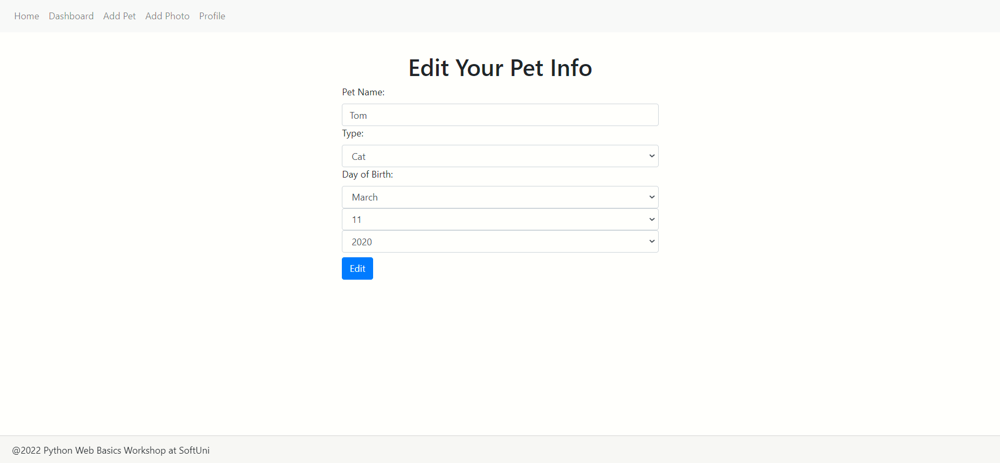 Home Dashboard Add Pet Add Photo Profile
Edit Your Pet Info
Pet Name:
Tom
Type:
Cat
Day of Birth:
March
11
2020
Edit
@2022 Python Web Basics Workshop at SoftUni